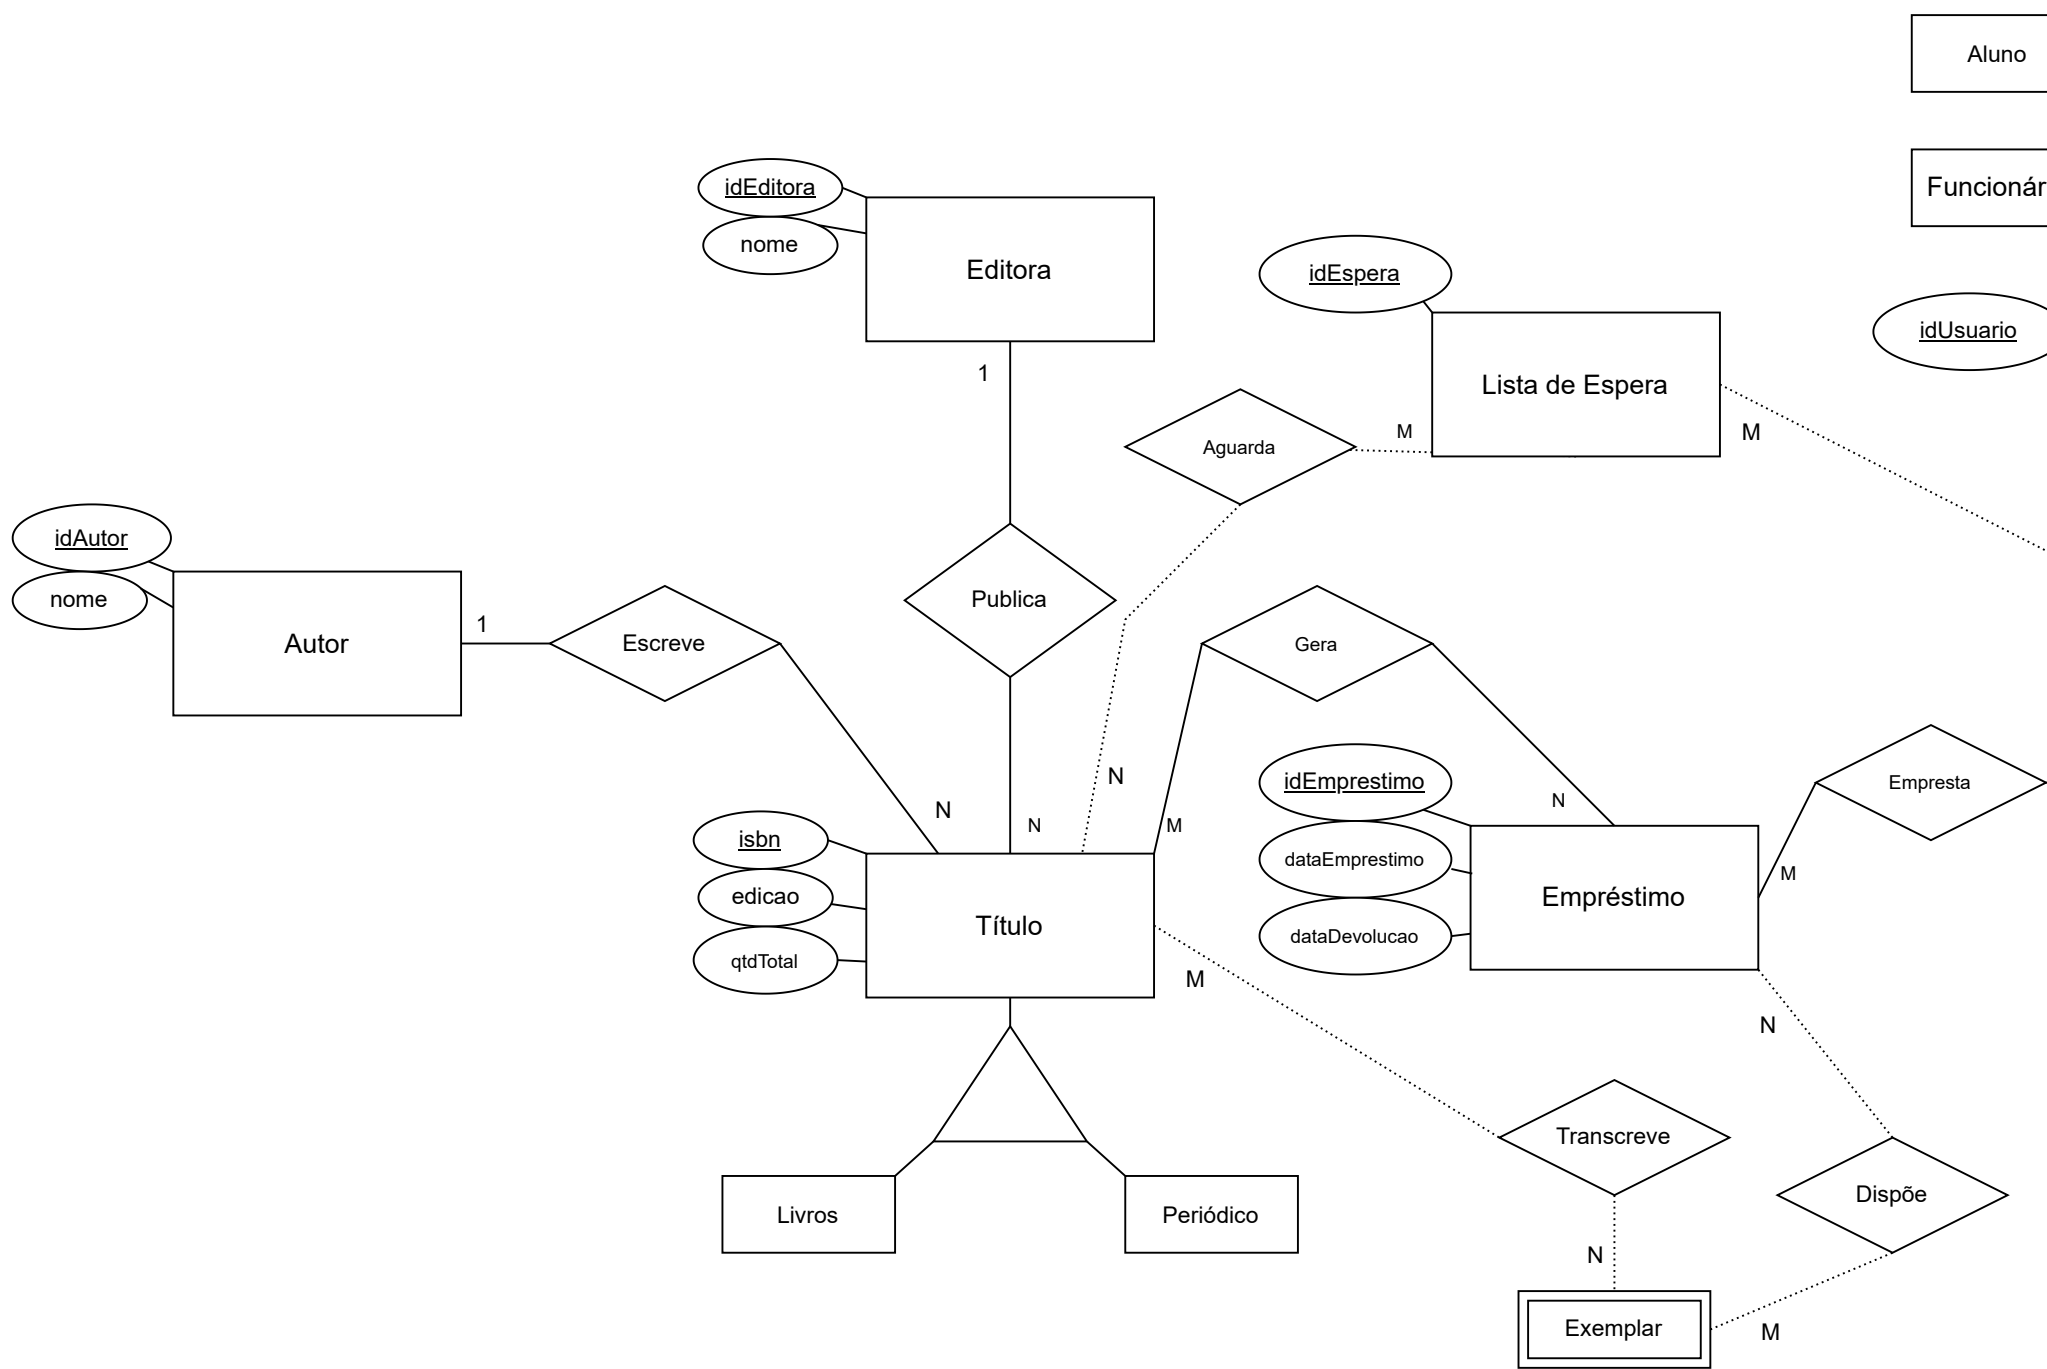 Aluno
idEditora
Funcionár
nome
Editora
idEspera
idUsuario
1
Lista de Espera
M
M
Aguarda
idAutor
nome
Publica
1
Autor
Escreve
Gera
N
idEmprestimo
Empresta
N
N
N
M
isbn
dataEmprestimo
M
edicao
Empréstimo
Título
dataDevolucao
qtdTotal
M
N
Transcreve
Dispõe
Livros
Periódico
N
Exemplar
M